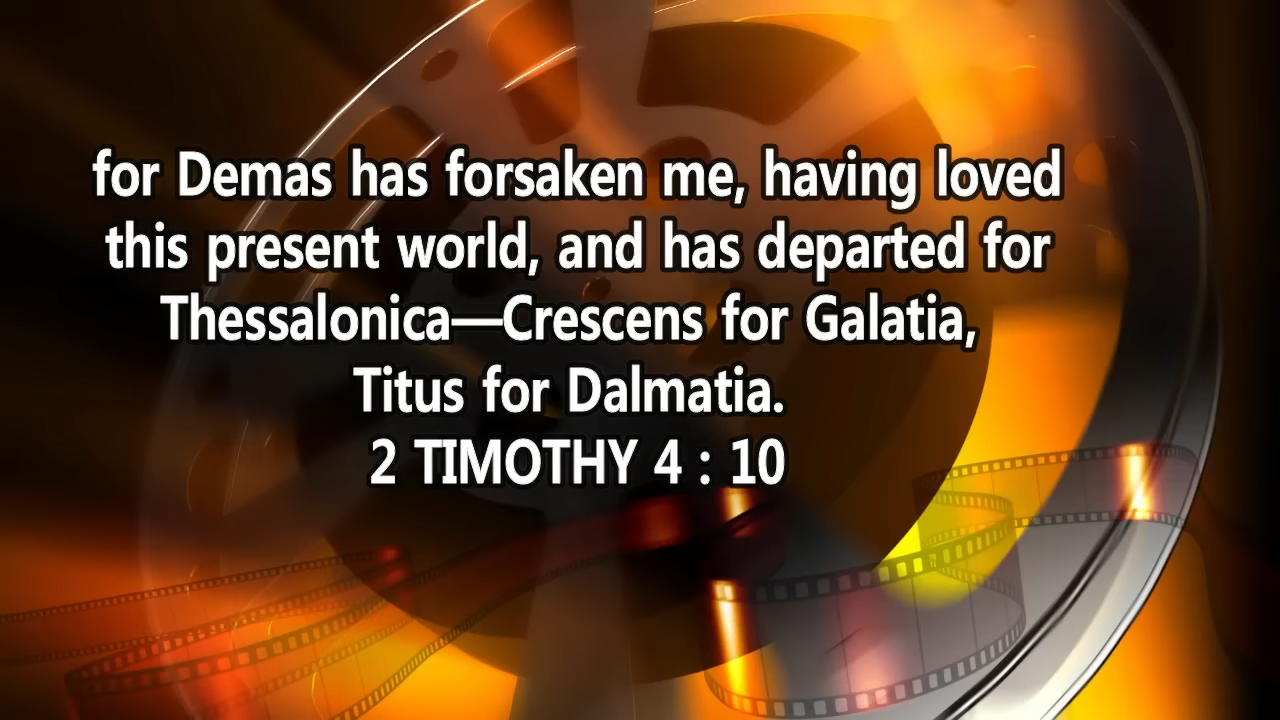 for Demas has forsaken me, having loved
this present world, and has departed for
Thessalonica—Crescens for Galatia,
Titus for Dalmatia.
2 TIMOTHY 4 : 10